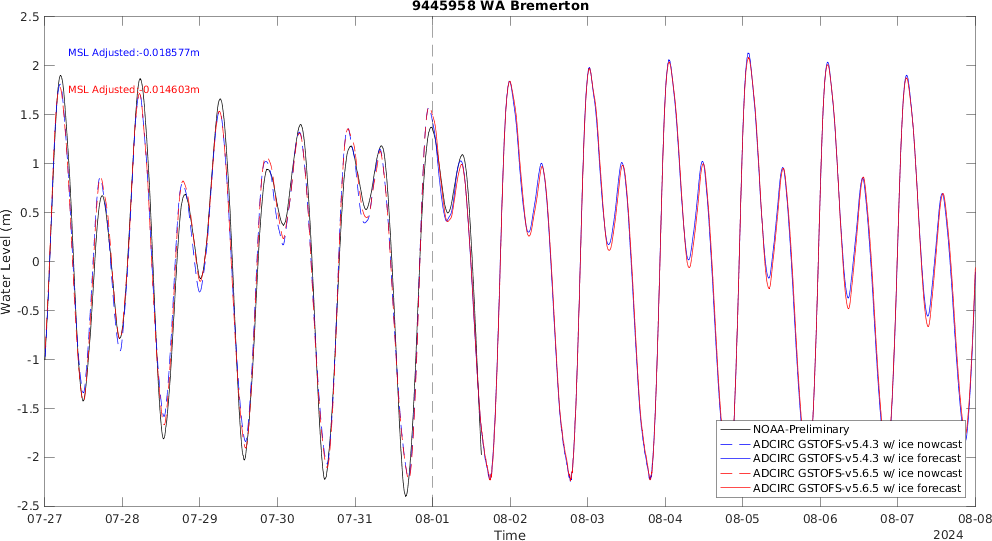 9445958 WA Bremerton
MSL Adjusted:-0.018577m
MSL Adjusted:-0.014603m
Water Level (m)
2.5
2
1.5
1
0.5
0
-0.5
-1
-1.5
-2
-2.5
NOAA-Preliminary
ADCIRC GSTOFS-v5.4.3 w/ ice nowcast
ADCIRC GSTOFS-v5.4.3 w/ ice forecast
ADCIRC GSTOFS-v5.6.5 w/ ice nowcast
ADCIRC GSTOFS-v5.6.5 w/ ice forecast
07-27 07-28 07-29 07-30 07-31 08-01 08-02 08-03 08-04 08-05 08-06 08-07 08-08
Time
2024